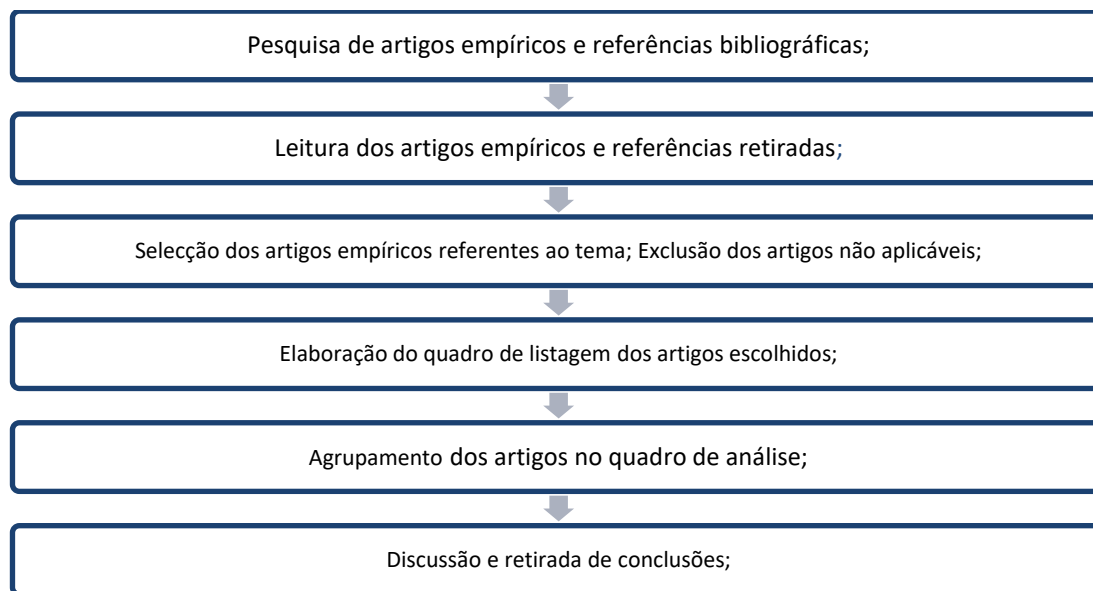 Pesquisa de artigos empíricos e referências bibliográficas;
Leitura dos artigos empíricos e referências retiradas;
Selecção dos artigos empíricos referentes ao tema; Exclusão dos artigos não aplicáveis;
Elaboração do quadro de listagem dos artigos escolhidos;
Agrupamento dos artigos no quadro de análise;
Discussão e retirada de conclusões;